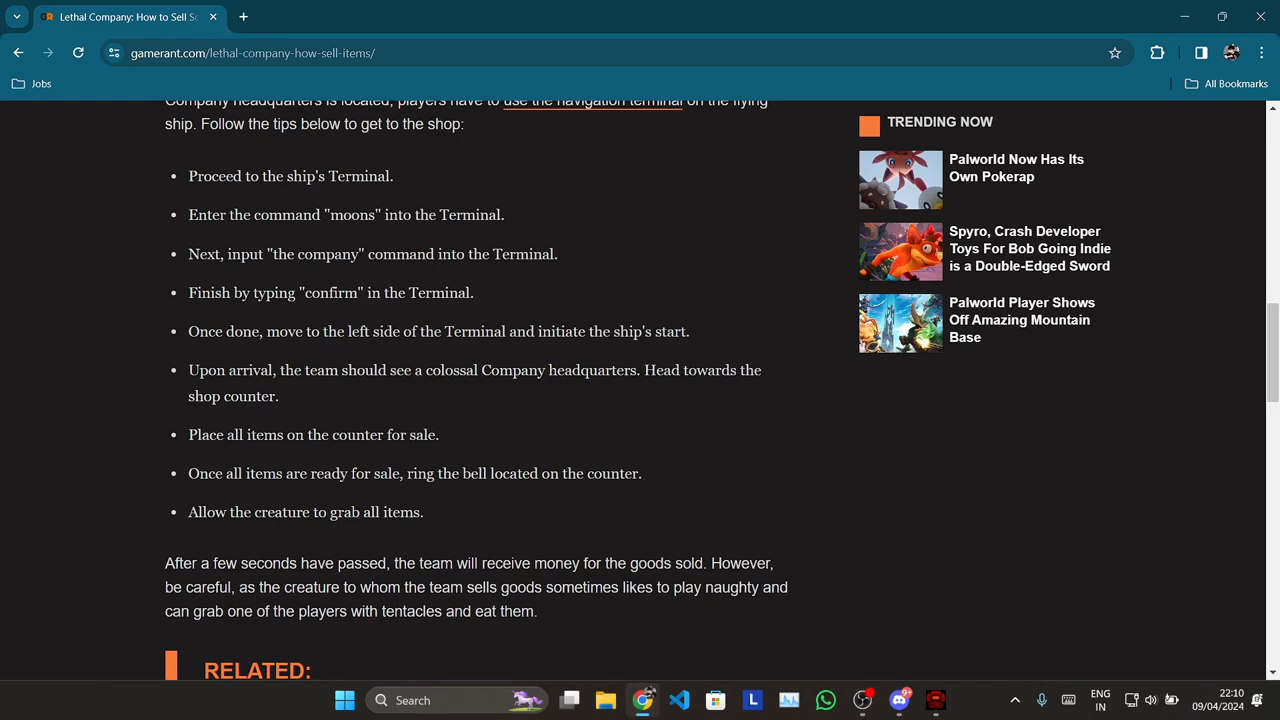 Lethal Company: How to Sell Sc
gamerant.com/lethal-company-how-sell-items/
Jobs
All Bookmarks
Company headquarters is located, players have to use the navigation terminal on the flying
ship. Follow the tips below to get to the shop:
• Proceed to the ship's Terminal.
• Enter the command "moons" into the Terminal.
• Next, input "the company" command into the Terminal.
• Finish by typing "confirm" in the Terminal.
• Once done, move to the left side of the Terminal and initiate the ship's start.
• Upon arrival, the team should see a colossal Company headquarters. Head towards the
shop counter.
• Place all items on the counter for sale.
• Once all items are ready for sale, ring the bell located on the counter.
• Allow the creature to grab all items.
After a few seconds have passed, the team will receive money for the goods sold. However,
be careful, as the creature to whom the team sells goods sometimes likes to play naughty and
can grab one of the players with tentacles and eat them.
RELATED:
TRENDING NOW
Palworld Now Has Its
Own Pokerap
Spyro, Crash Developer
Toys For Bob Going Indie
is a Double-Edged Sword
Palworld Player Shows
Off Amazing Mountain
Base
Search
L
9+
ENG
IN
22:10
09/04/2024